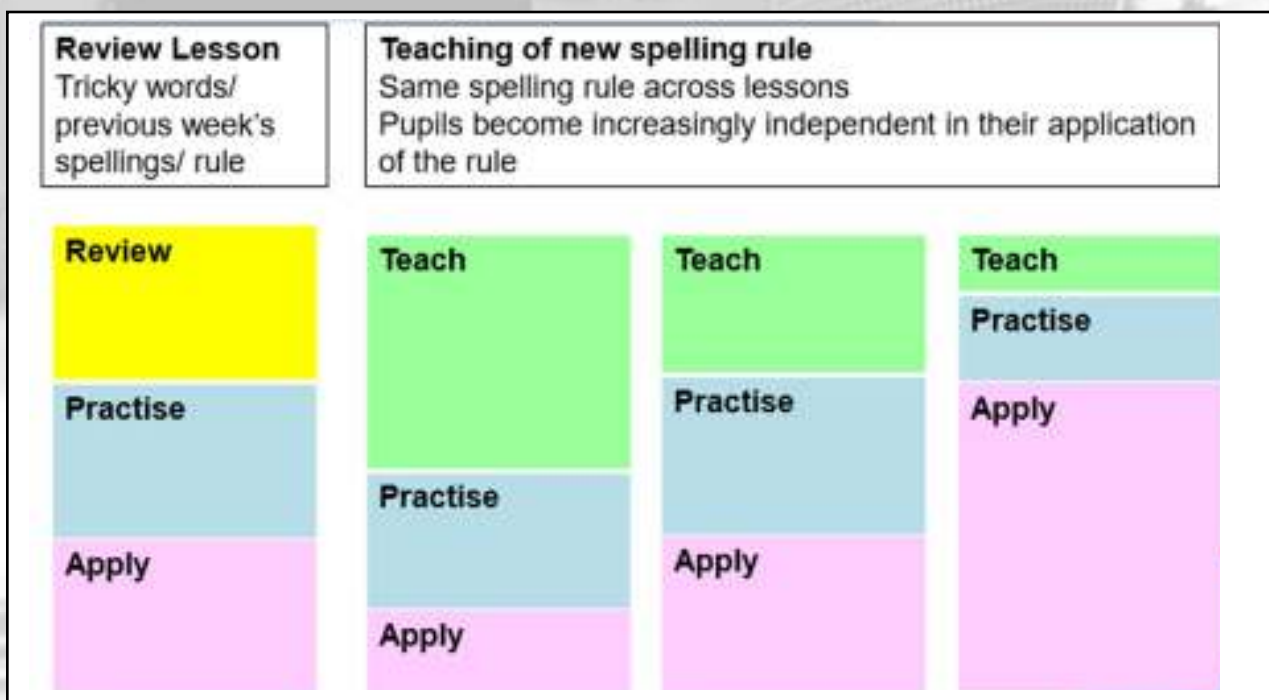 Review Lesson
Tricky words/
previous week's
spellings/ rule
Teaching of new spelling rule
Same spelling rule across lessons
Pupils become increasingly independent in their application
of the rule
Review
Practise
Apply
Teach
Practise
Apply
Teach
Practise
Apply
Teach
Practise
Apply